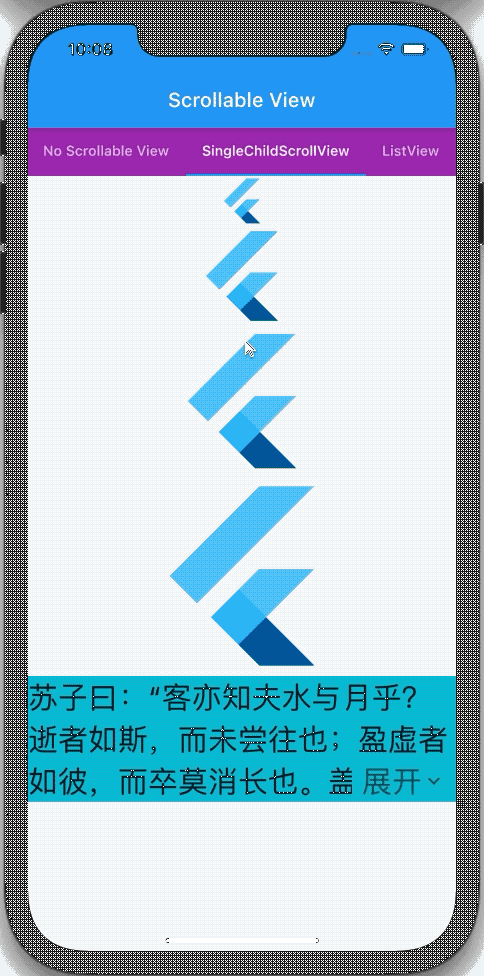 10:08
Scrollable View
No Scrollable View SingleChildScrollView ListView
苏子曰：“客亦知夫水与月乎？
逝者如斯，而未尝往也；盈虚者
如彼，而卒莫消长也。盖 展开